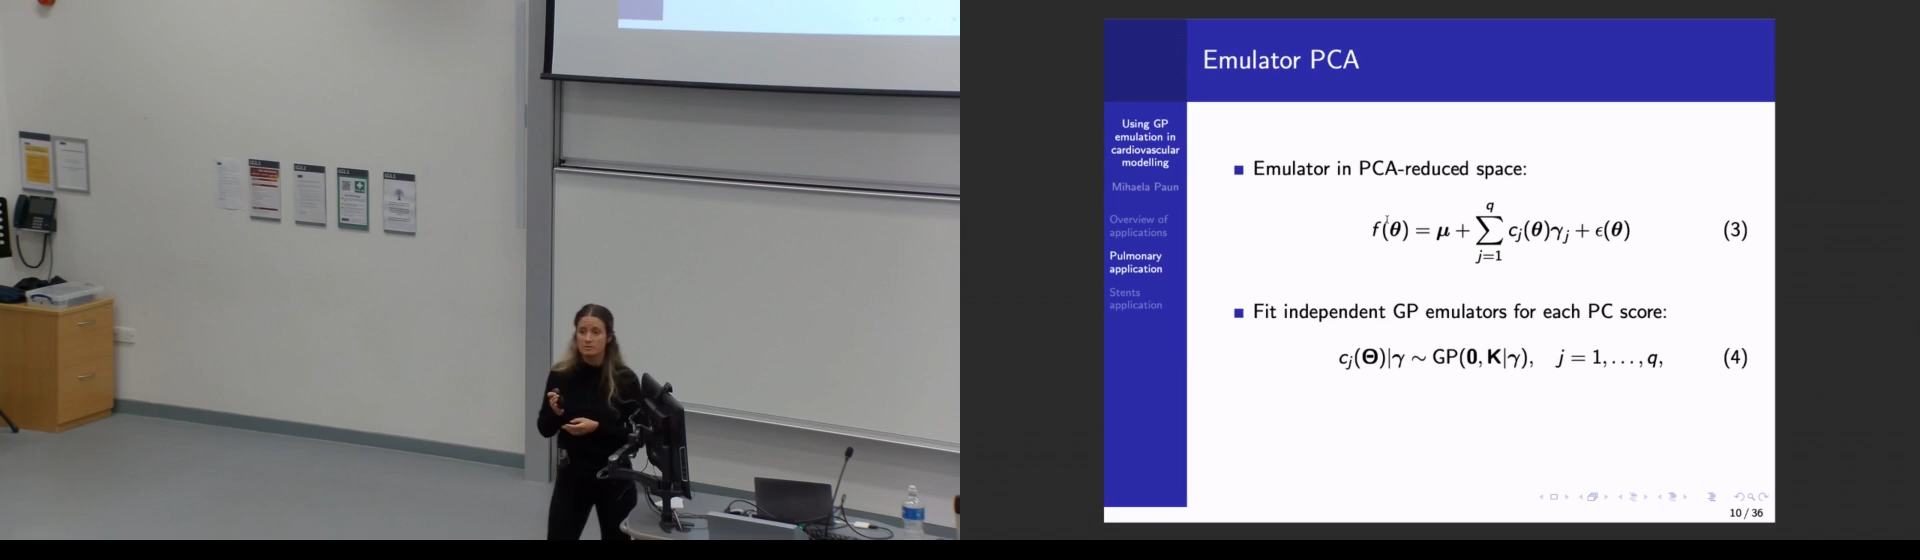 Emulator PCA
Using GP
emulation in
cardiovascular
modelling
Mihaela Paun
Overview of
applications
Pulmonary
application
Stents
application
■ Emulator in PCA-reduced space:
f(θ) = μ + ∑_{j=1}^{q} c_j(θ)γ_j + ϵ(θ) (3)
■ Fit independent GP emulators for each PC score:
c_j(Θ)|γ ∼ GP(0, K|γ), j = 1, . . . , q, (4)
10 / 36